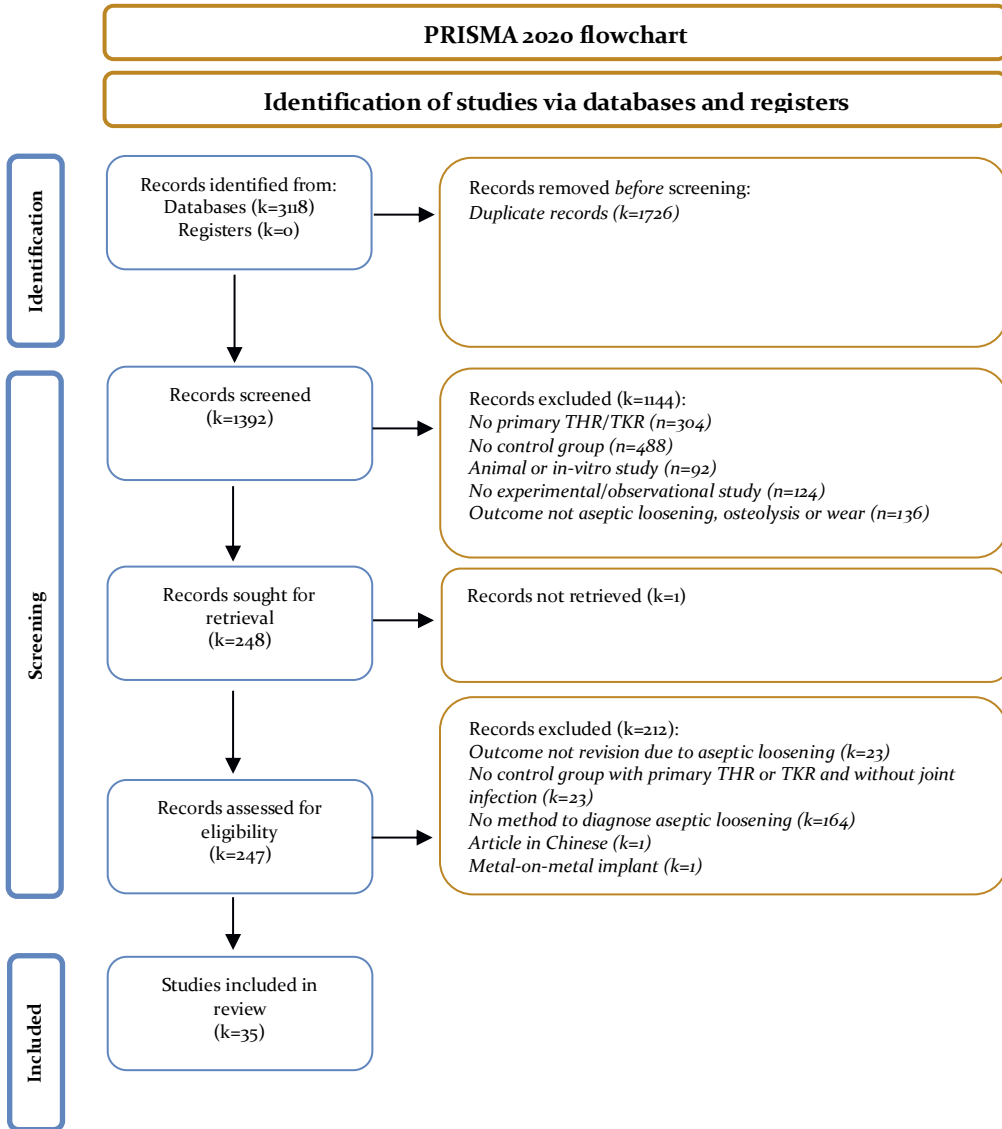 PRISMA 2020 flowchart
Identification of studies via databases and registers
Identification
Records identified from:
Databases (k=3118)
Registers (k=0)
Records removed before screening:
Duplicate records (k=1726)
Screening
Records screened
(k=1392)
Records excluded (k=1144):
No primary THR/TKR (n=304)
No control group (n=488)
Animal or in-vitro study (n=92)
No experimental/observational study (n=124)
Outcome not aseptic loosening, osteolysis or wear (n=136)
Records sought for
retrieval
(k=248)
Records not retrieved (k=1)
Records assessed for
eligibility
(k=247)
Records excluded (k=212):
Outcome not revision due to aseptic loosening (k=23)
No control group with primary THR or TKR and without joint
infection (k=23)
No method to diagnose aseptic loosening (k=164)
Article in Chinese (k=1)
Metal-on-metal implant (k=1)
Included
Studies included in
review
(k=35)